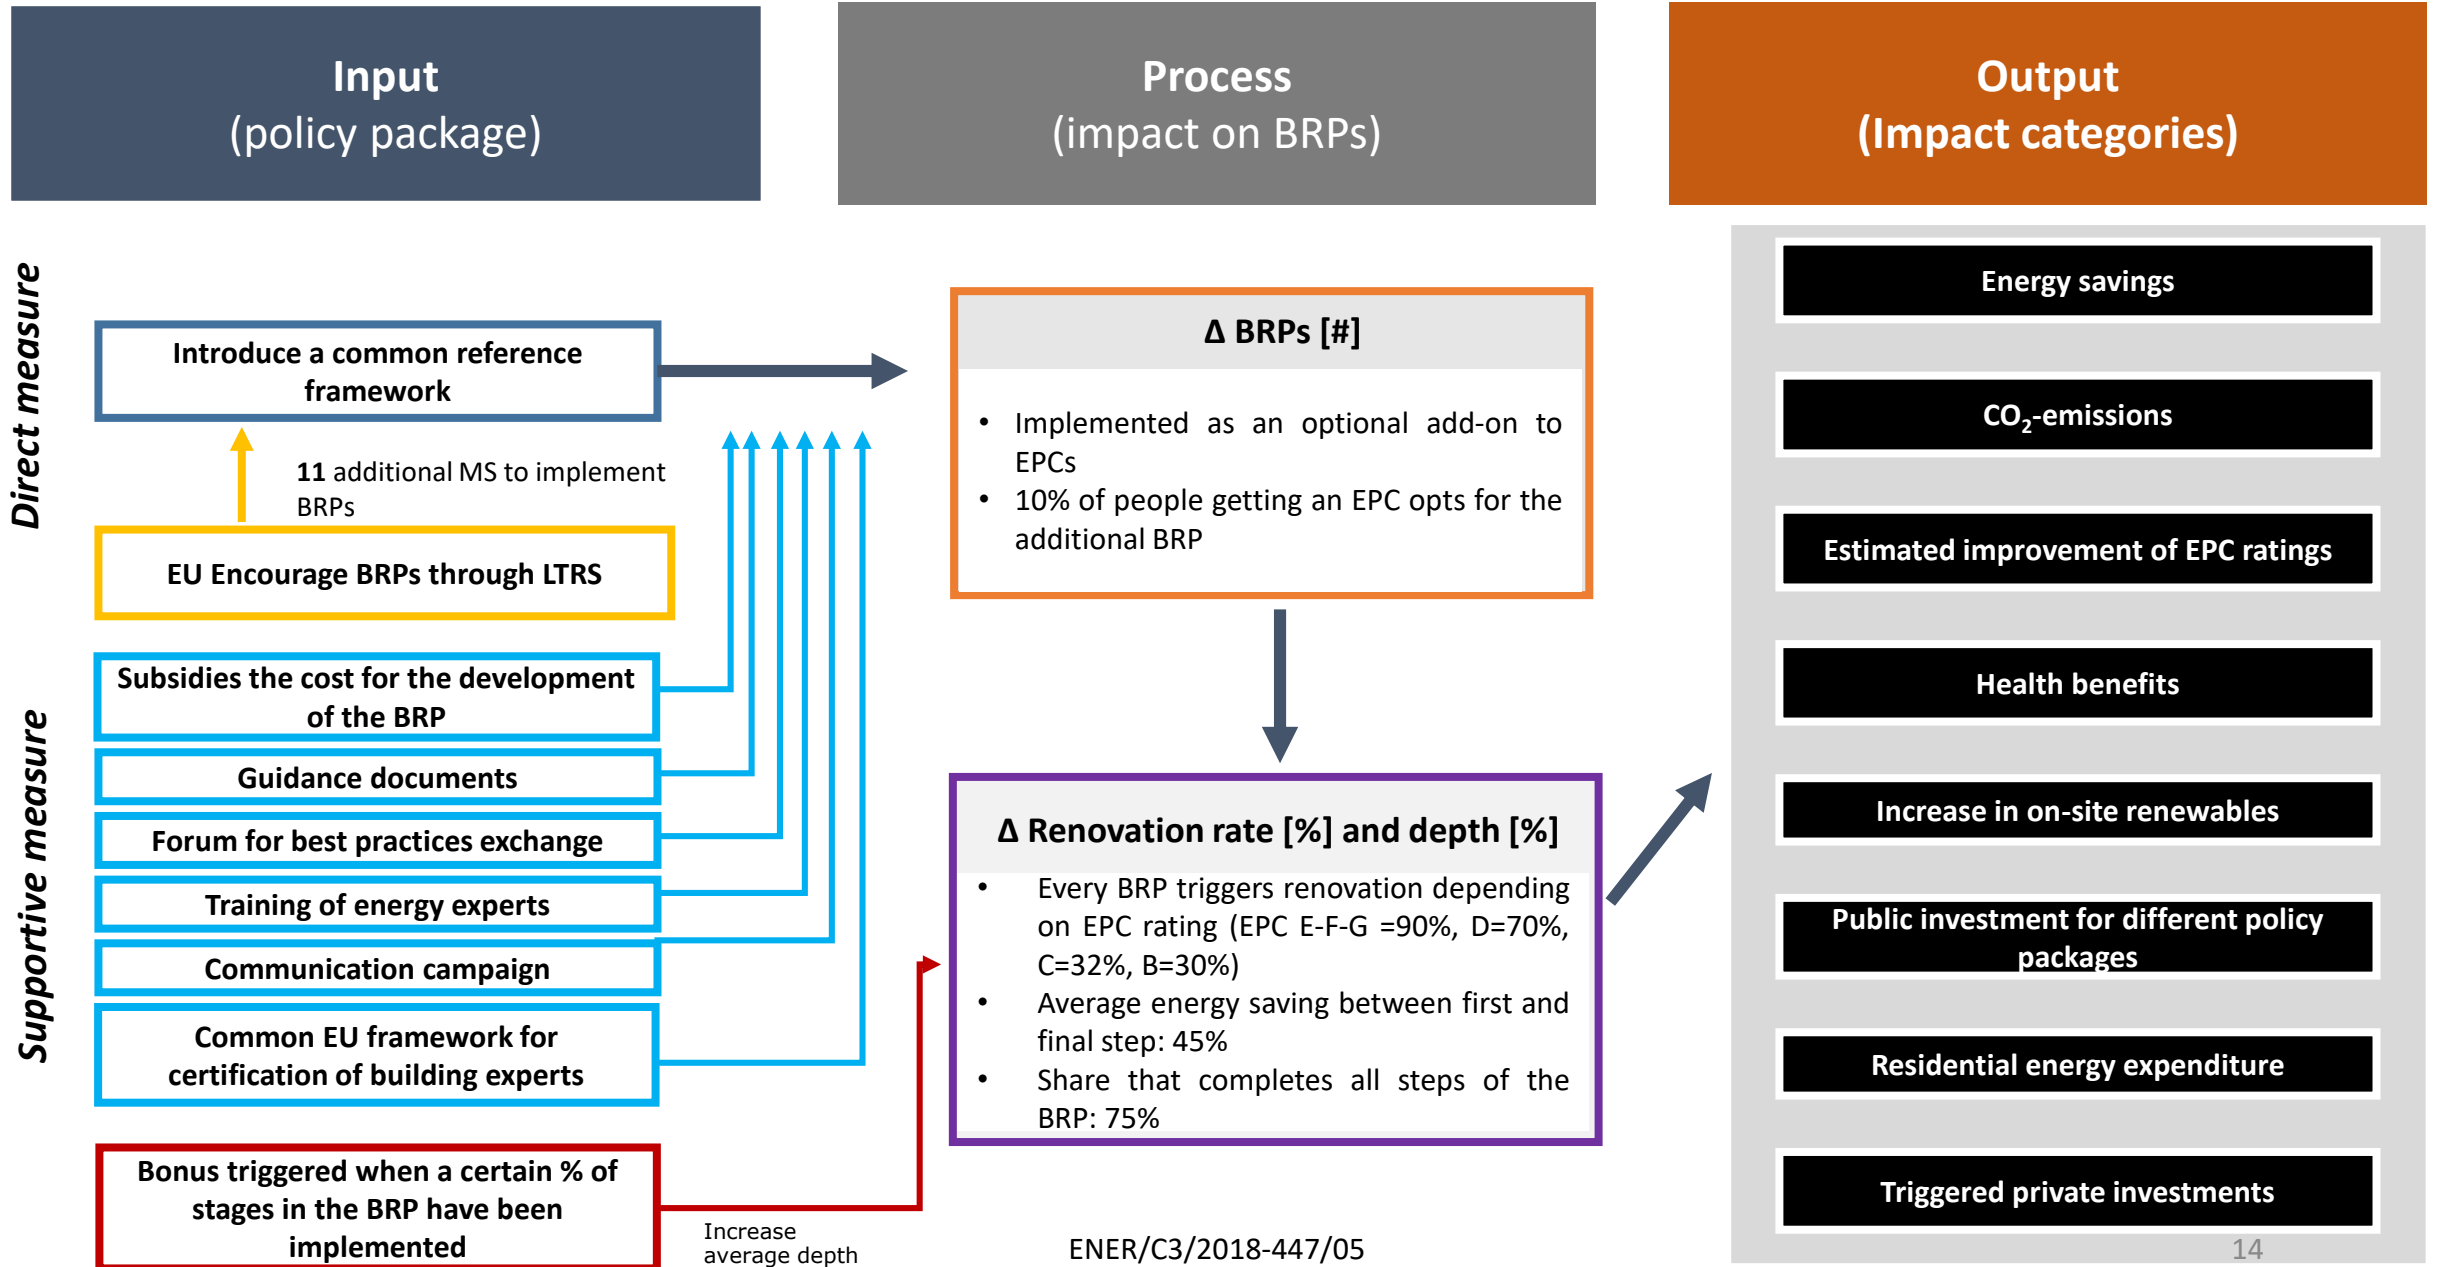 Input
(policy package)
Process
(impact on BRPs)
Output
(Impact categories)
Direct measure
Introduce a common reference
framework
11 additional MS to implement
BRPs
EU Encourage BRPs through LTRS
Supportive measure
Subsidies the cost for the development
of the BRP
Guidance documents
Forum for best practices exchange
Training of energy experts
Communication campaign
Common EU framework for
certification of building experts
Bonus triggered when a certain % of
stages in the BRP have been
implemented
Increase
average depth
Δ BRPs [#]
• Implemented as an optional add-on to
EPCs
• 10% of people getting an EPC opts for the
additional BRP
Δ Renovation rate [%] and depth [%]
• Every BRP triggers renovation depending
on EPC rating (EPC E-F-G =90%, D=70%,
C=32%, B=30%)
• Average energy saving between first and
final step: 45%
• Share that completes all steps of the
BRP: 75%
ENER/C3/2018-447/05
Energy savings
CO₂-emissions
Estimated improvement of EPC ratings
Health benefits
Increase in on-site renewables
Public investment for different policy
packages
Residential energy expenditure
Triggered private investments
14